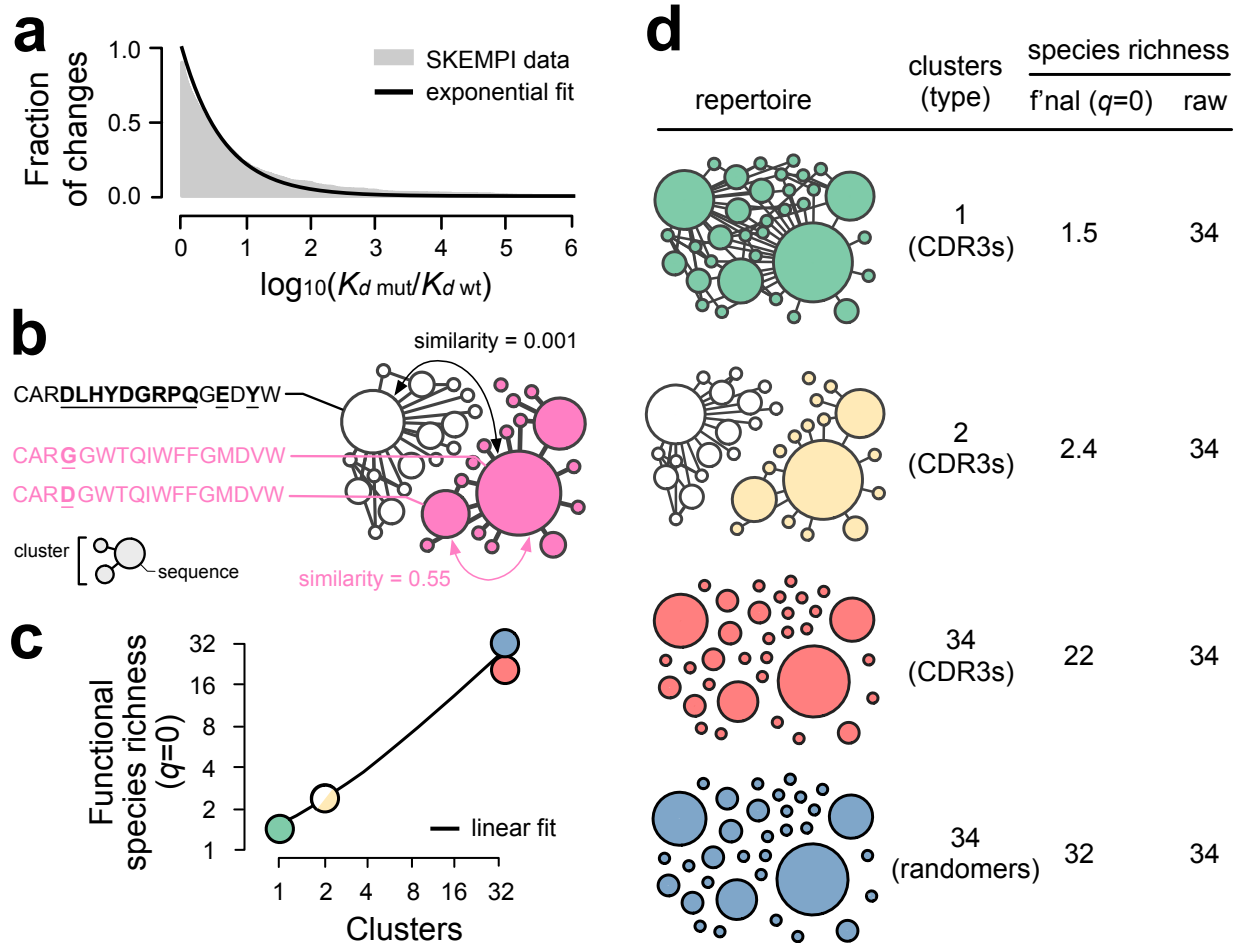 a
Fraction
of changes
1.0
0.5
0.0
SKEMPI data
exponential fit
0 1 2 3 4 5 6
log10(Kd mut/Kd wt)
b
similarity = 0.001
CARDLHYDGRPQGEDYW
CARGGWTQIWFFGMDVW
CARDGWTQIWFFGMDVW
cluster
sequence
similarity = 0.55
c
Functional
species richness
(q=0)
32
16
8
4
2
1
linear fit
1 2 4 8 16 32
Clusters
d
species richness
clusters
(type)
repertoire
f'nal (q=0)
raw
1
(CDR3s)
1.5
34
2
(CDR3s)
2.4
34
34
(CDR3s)
22
34
34
(randomers)
32
34